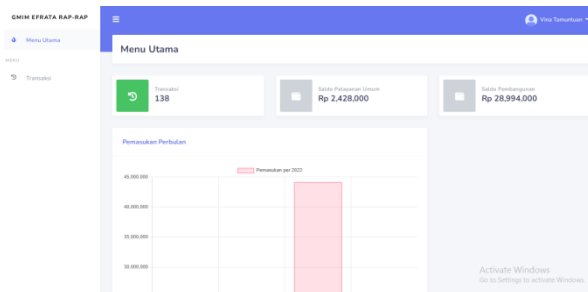 GMIM EFRATA RAP-RAP
Vina Tamuntuan
Menu Utama
Menu Utama
MENU
Transaksi
Transaksi
138
Saldo Pelayanan Umum
Rp 2,428,000
Saldo Pembangunan
Rp 28,994,000
Pemasukan Perbulan
Pemasukan per 2022
45,000,000
40,000,000
35,000,000
30,000,000
Activate Windows
Go to Settings to activate Windows.